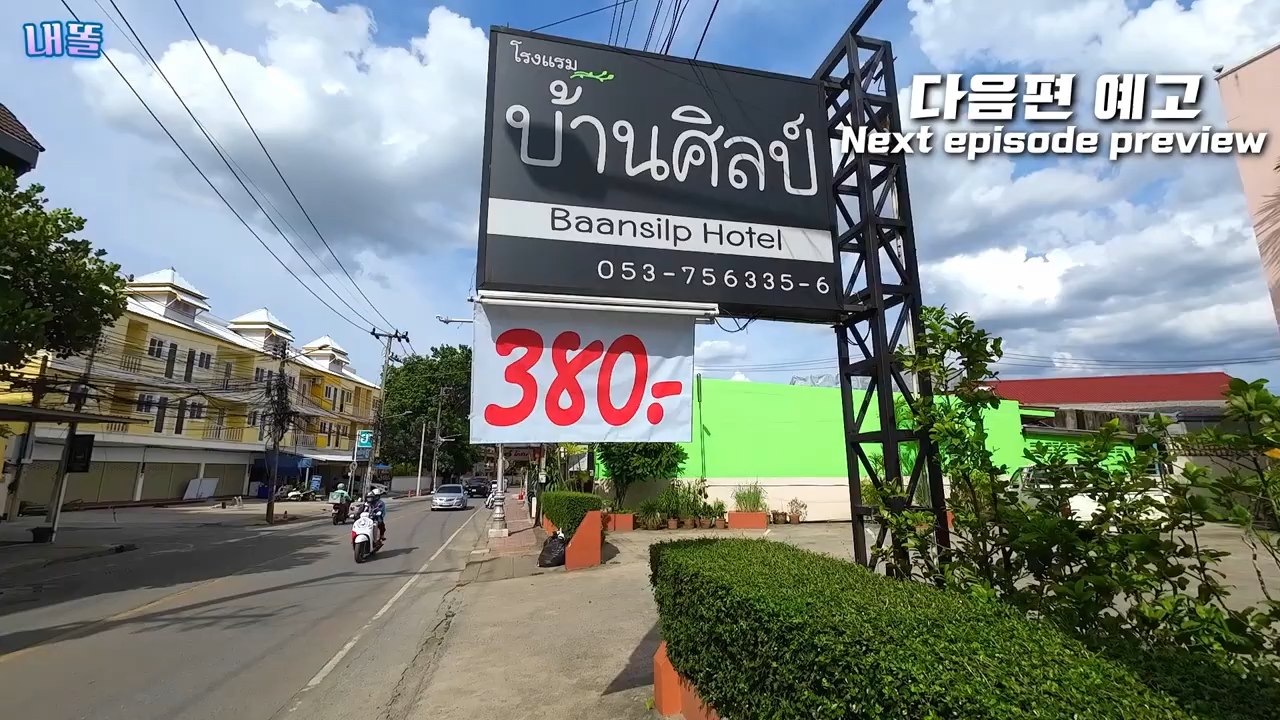 내똘
다음편 예고
Next episode preview
โรงแรม
บ้านศิลป์
Baansilp Hotel
053-756335-6
380.-